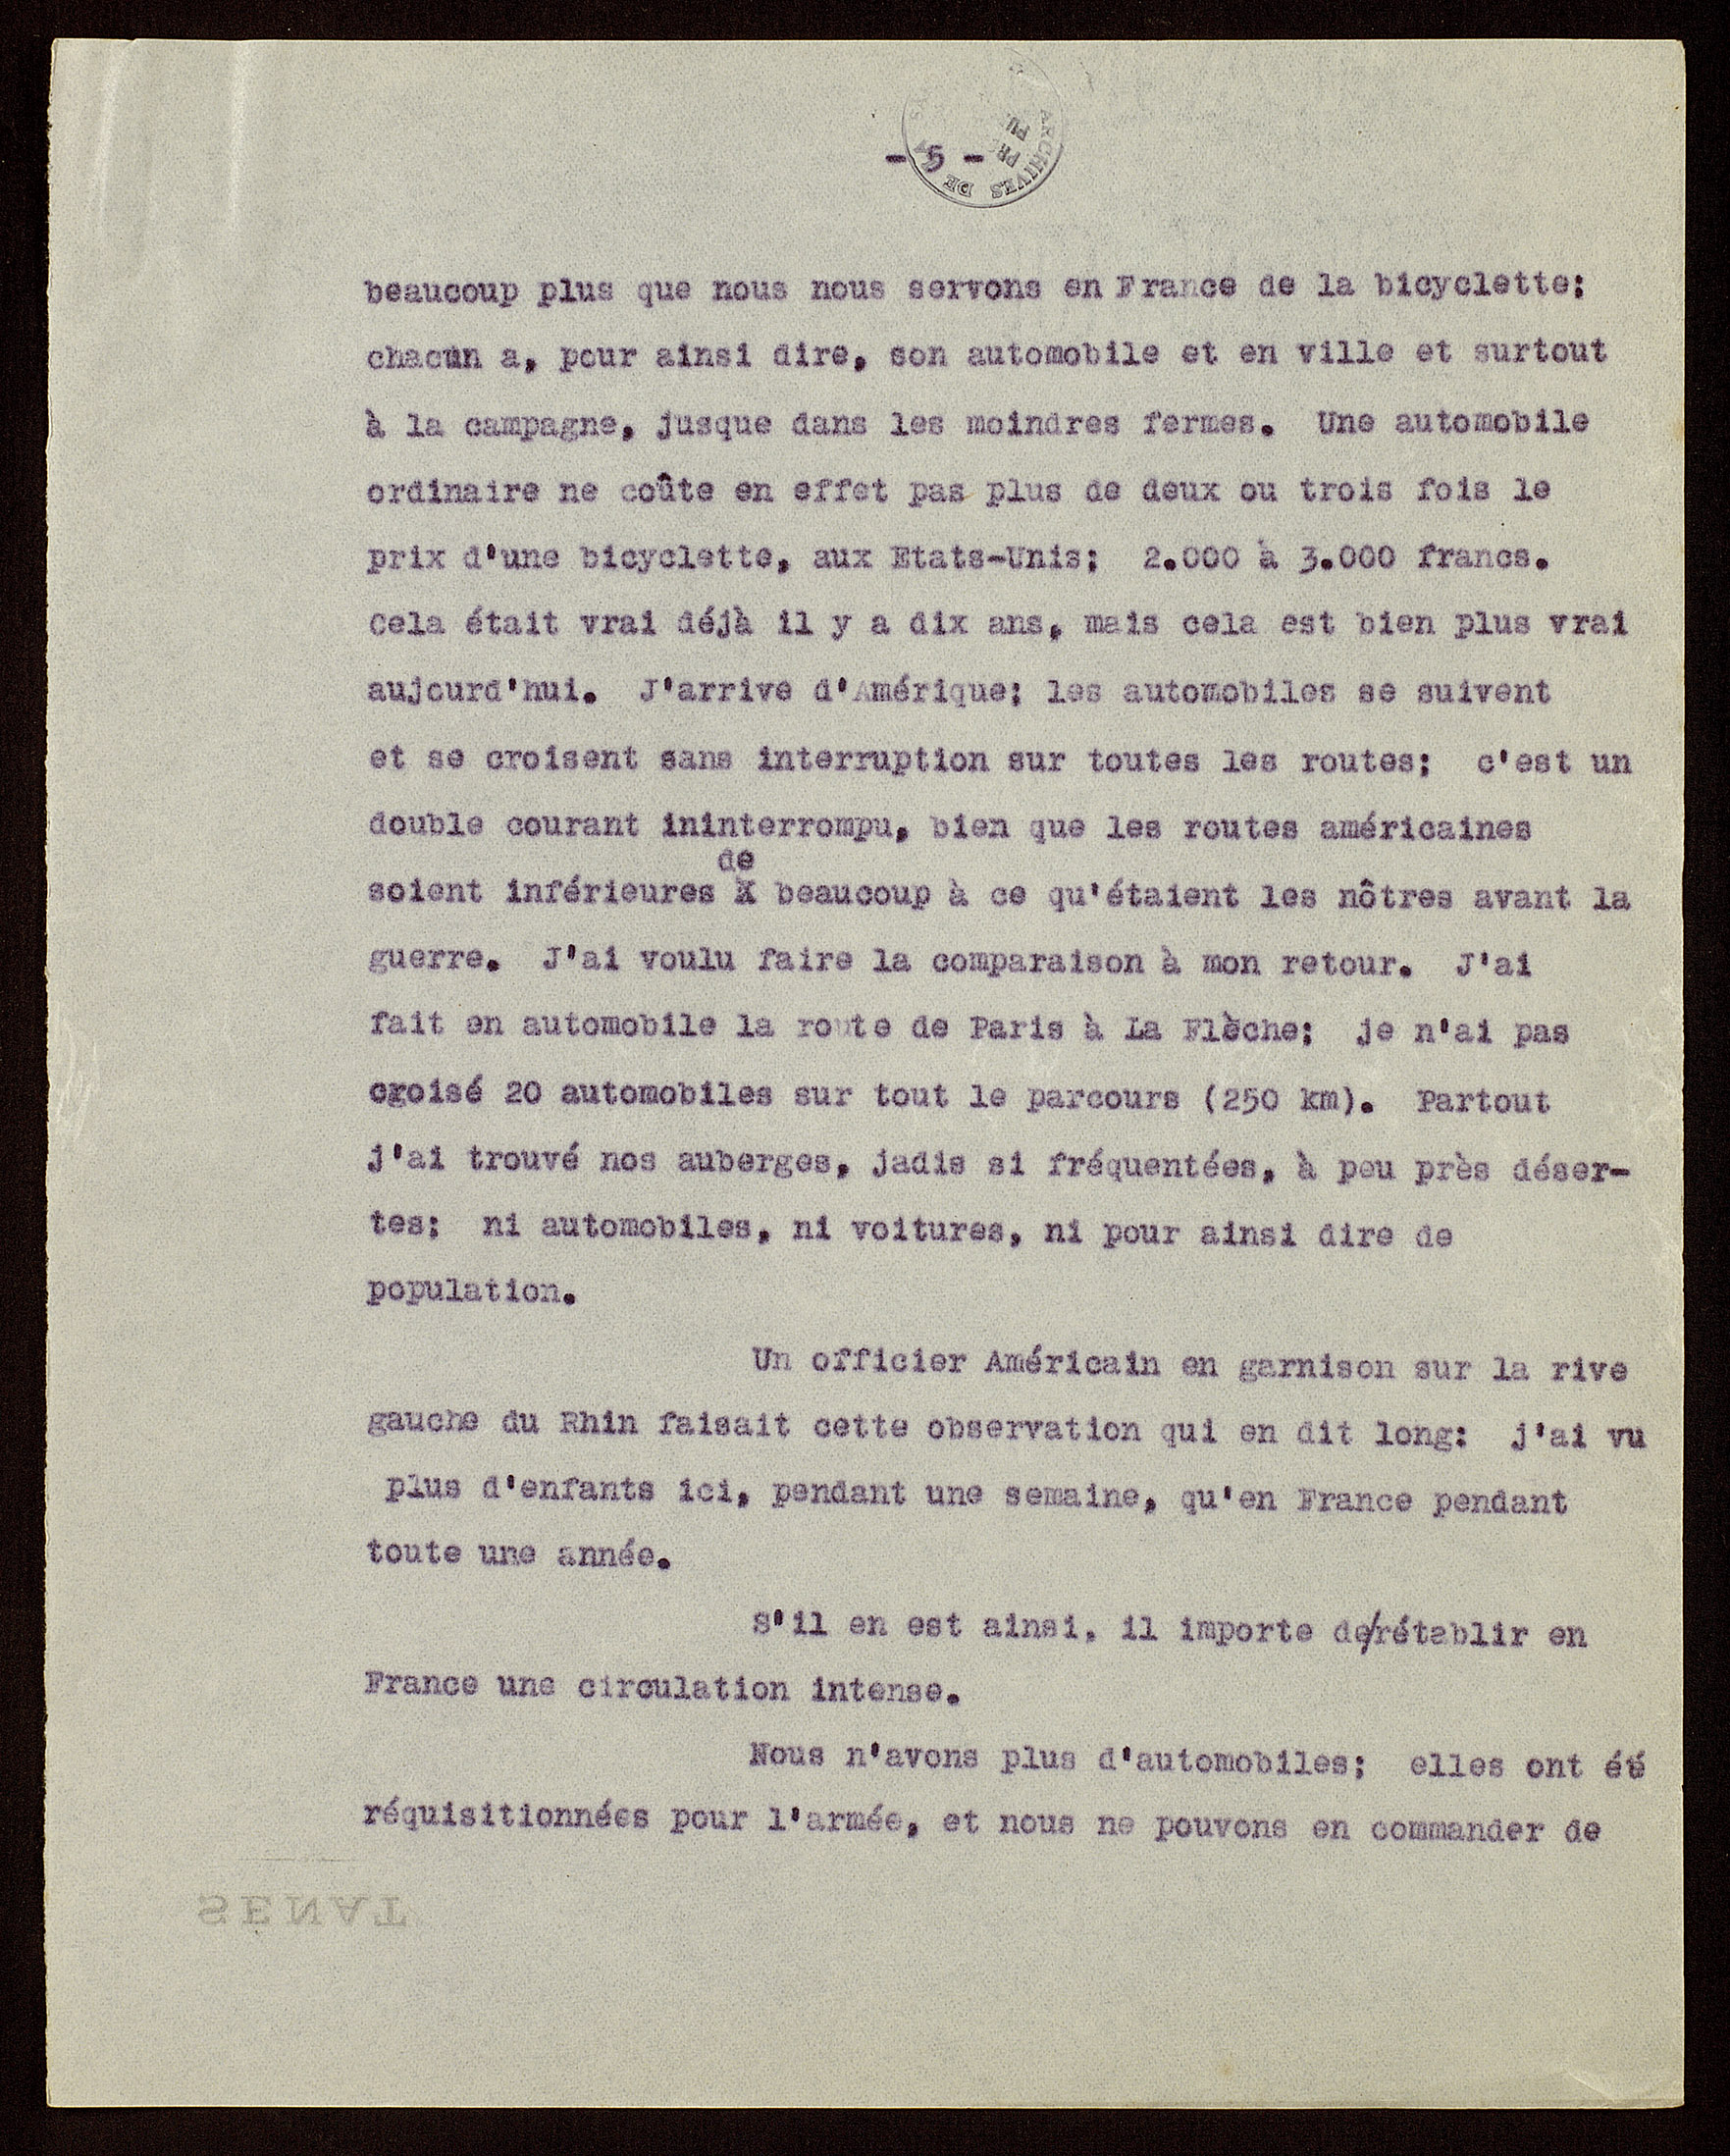 - 5 -
ARCHIVES DE
beaucoup plus que nous nous servons en France de la bicyclette;
chacun a, pour ainsi dire, son automobile et en ville et surtout
à la campagne, jusque dans les moindres fermes. Une automobile
ordinaire ne coûte en effet pas plus de deux ou trois fois le
prix d'une bicyclette, aux Etats-Unis; 2.000 à 3.000 francs.
Cela était vrai déjà il y a dix ans, mais cela est bien plus vrai
aujourd'hui. J'arrive d'Amérique; les automobiles se suivent
et se croisent sans interruption sur toutes les routes; c'est un
double courant ininterrompu, bien que les routes américaines
de
soient inférieures X beaucoup à ce qu'étaient les nôtres avant la
guerre. J'ai voulu faire la comparaison à mon retour. J'ai
fait en automobile la route de Paris à La Flèche; je n'ai pas
croisé 20 automobiles sur tout le parcours (250 km). Partout
j'ai trouvé nos auberges, jadis si fréquentées, à peu près déser-
tes; ni automobiles, ni voitures, ni pour ainsi dire de
population.
Un officier Américain en garnison sur la rive
gauche du Rhin faisait cette observation qui en dit long: j'ai vu
plus d'enfants ici, pendant une semaine, qu'en France pendant
toute une année.
S'il en est ainsi, il importe de/rétablir en
France une circulation intense.
Nous n'avons plus d'automobiles; elles ont été
réquisitionnées pour l'armée, et nous ne pouvons en commander de
SENAT